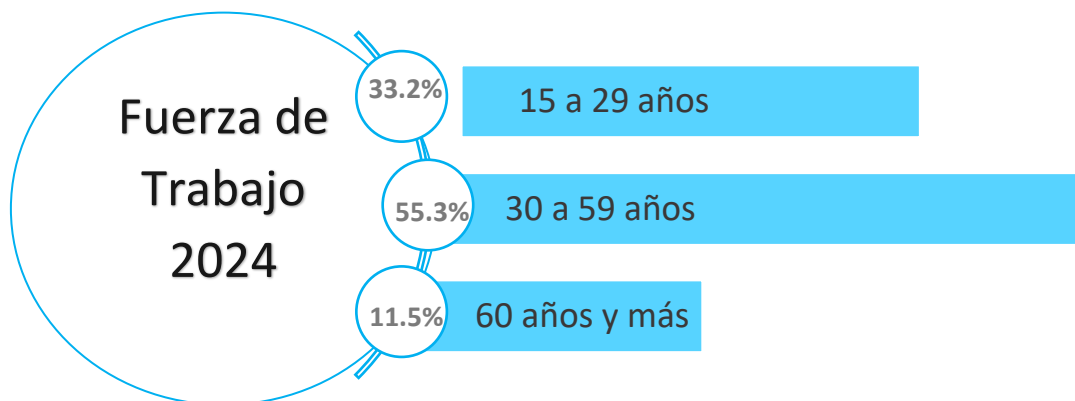 Fuerza de
Trabajo
2024
33.2%
15 a 29 años
55.3%
30 a 59 años
11.5%
60 años y más